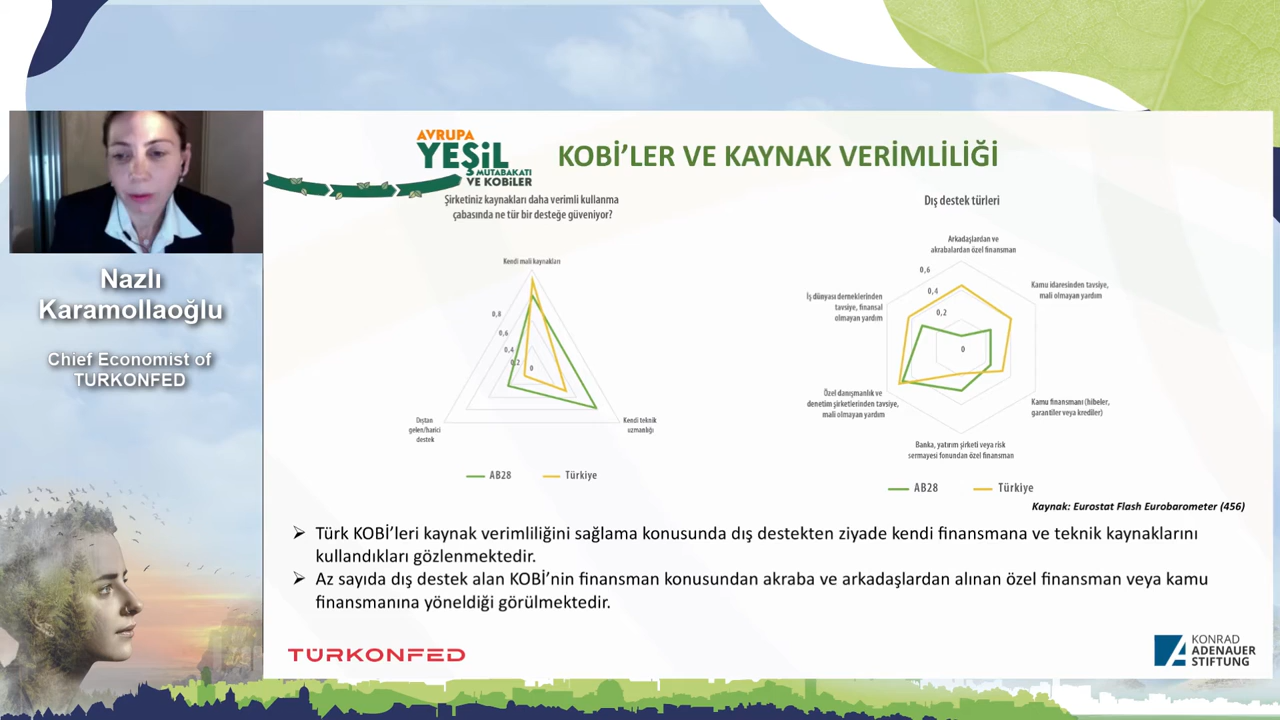 AVRUPA
YEŞİL
MUTABAKATI
VE KOBİLER
KOBİ'LER VE KAYNAK VERİMLİLİĞİ
Şirketiniz kaynakları daha verimli kullanma
çabasında ne tür bir desteğe güveniyor?
Kendi mali kaynakları
0,8
0,6
0,4
0,2
0
Dıştan
gelen/harici
destek
Kendi teknik
uzmanlığı
AB28
Türkiye
Dış destek türleri
Arkadaşlardan ve
akrabalardan özel finansman
0,6
0,4
0,2
0
Kamu idaresinden tavsiye,
mali olmayan yardım
İş dünyası derneklerinden
tavsiye, finansal
olmayan yardım
Özel danışmanlık ve
denetim şirketlerinden tavsiye,
mali olmayan yardım
Kamu finansmanı (hibeler,
garantiler veya krediler)
Banka, yatırım şirketi veya risk
sermayesi fonundan özel finansman
AB28
Türkiye
Kaynak: Eurostat Flash Eurobarometer (456)
Nazlı
Karamollaoğlu
Chief Economist of
TURKONFED
➢ Türk KOBİ'leri kaynak verimliliğini sağlama konusunda dış destekten ziyade kendi finansmana ve teknik kaynaklarını
kullandıkları gözlenmektedir.
➢ Az sayıda dış destek alan KOBİ'nin finansman konusundan akraba ve arkadaşlardan alınan özel finansman veya kamu
finansmanına yöneldiği görülmektedir.
TÜRKONFED
KONRAD
ADENAUER
STIFTUNG